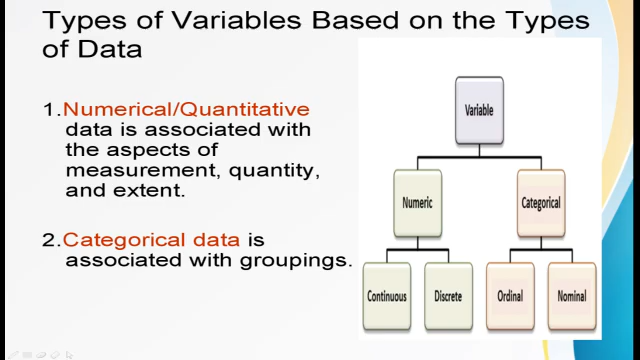 Types of Variables Based on the Types
of Data
1.Numerical/Quantitative
data is associated with
the aspects of
measurement, quantity,
and extent.
2.Categorical data is
associated with groupings.
Variable
Numeric
Categorical
Continuous
Discrete
Ordinal
Nominal